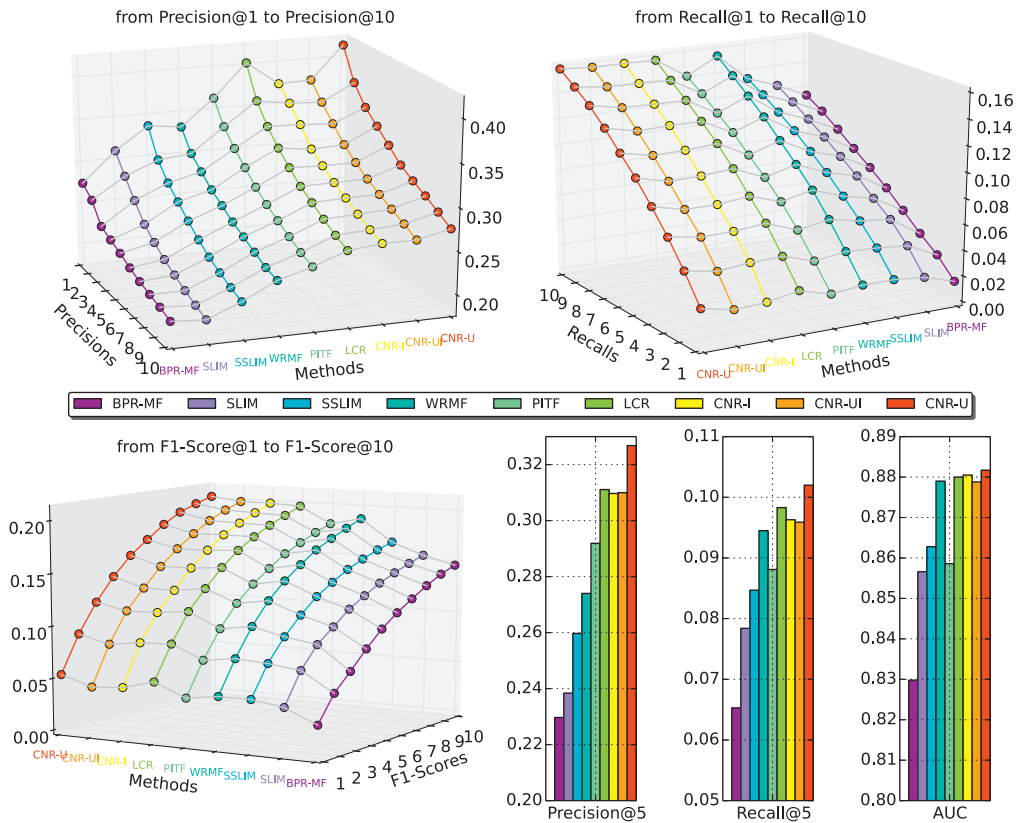 from Precision@1 to Precision@10
0.40
0.35
0.30
0.25
0.20
1 2 3 4 5 6 7 8 9 10
Precisions
BPR-MF SLIM SSLIM WRMF PITF LCR CNR-I CNR-UI CNR-U
Methods
from Recall@1 to Recall@10
0.16
0.14
0.12
0.10
0.08
0.06
0.04
0.02
0.00
10 9 8 7 6 5 4 3 2 1
Recalls
CNR-U CNR-UI CNR-I LCR PITF WRMF SSLIM SLIM BPR-MF
Methods
BPR-MF SLIM SSLIM WRMF PITF LCR CNR-I CNR-UI CNR-U
from F1-Score@1 to F1-Score@10
0.20
0.15
0.10
0.05
0.00
CNR-U CNR-UI CNR-I LCR PITF WRMF SSLIM SLIM BPR-MF
Methods
1 2 3 4 5 6 7 8 9 10
F1-Scores
0.32
0.30
0.28
0.26
0.24
0.22
0.20
Precision@5
0.11
0.10
0.09
0.08
0.07
0.06
0.05
Recall@5
0.89
0.88
0.87
0.86
0.85
0.84
0.83
0.82
0.81
0.80
AUC